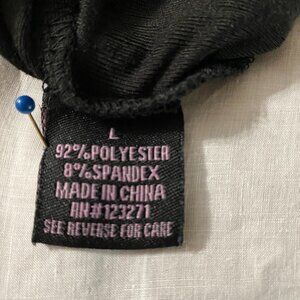 L
92%POLYESTER
8%SPANDEX
MADE IN CHINA
RN#123271
SEE REVERSE FOR CARE